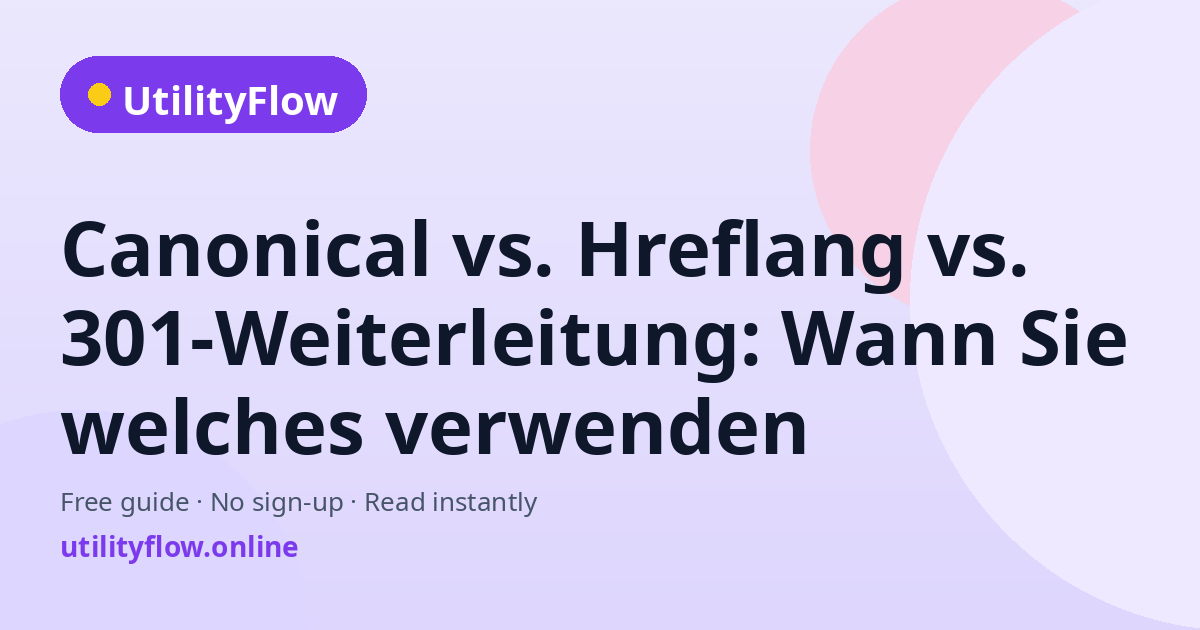 UtilityFlow
Canonical vs. Hreflang vs.
301-Weiterleitung: Wann Sie
welches verwenden
Free guide · No sign-up · Read instantly
utilityflow.online